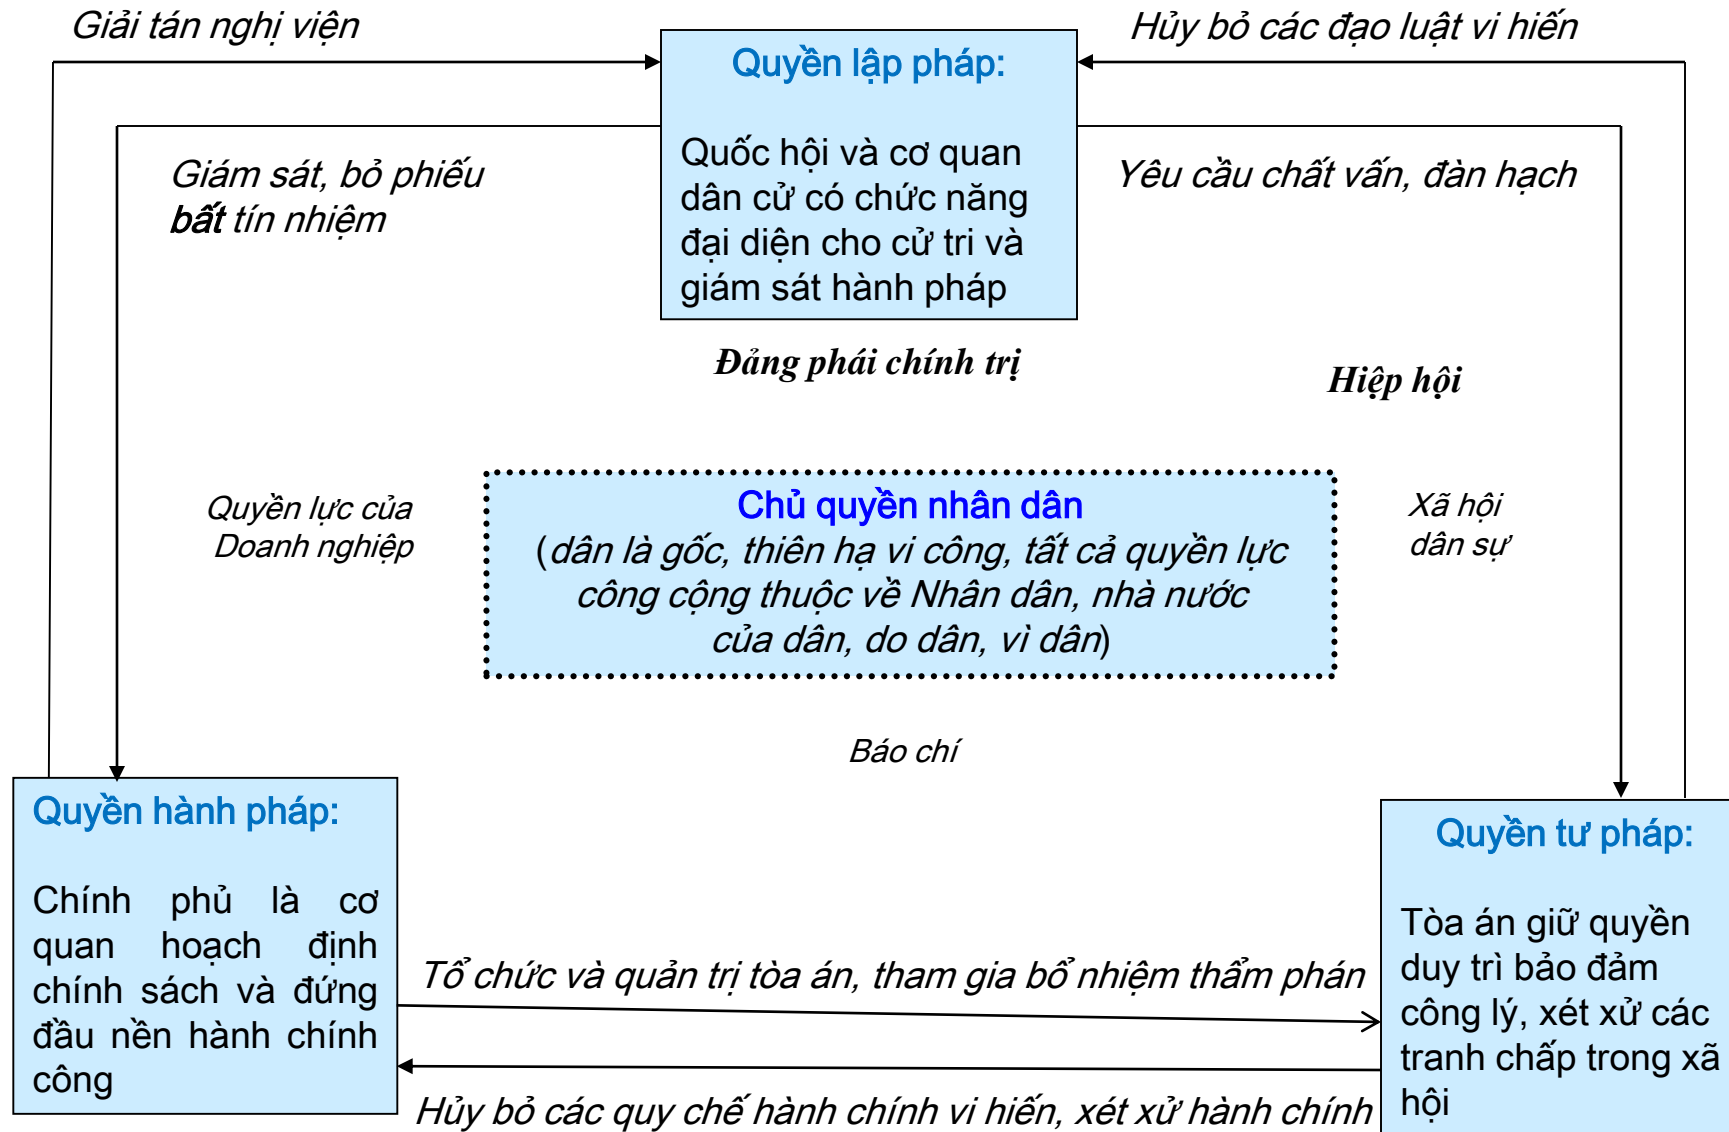 Giải tán nghị viện
Hủy bỏ các đạo luật vi hiến
Quyền lập pháp:
Quốc hội và cơ quan
dân cử có chức năng
đại diện cho cử tri và
giám sát hành pháp
Giám sát, bỏ phiếu
bất tín nhiệm
Yêu cầu chất vấn, đàn hạch
Đảng phái chính trị
Hiệp hội
Quyền lực của
Doanh nghiệp
Chủ quyền nhân dân
(dân là gốc, thiên hạ vi công, tất cả quyền lực
công cộng thuộc về Nhân dân, nhà nước
của dân, do dân, vì dân)
Xã hội
dân sự
Báo chí
Quyền hành pháp:
Chính phủ là cơ
quan hoạch định
chính sách và đứng
đầu nền hành chính
công
Tổ chức và quản trị tòa án, tham gia bổ nhiệm thẩm phán
Hủy bỏ các quy chế hành chính vi hiến, xét xử hành chính
Quyền tư pháp:
Tòa án giữ quyền
duy trì bảo đảm
công lý, xét xử các
tranh chấp trong xã
hội